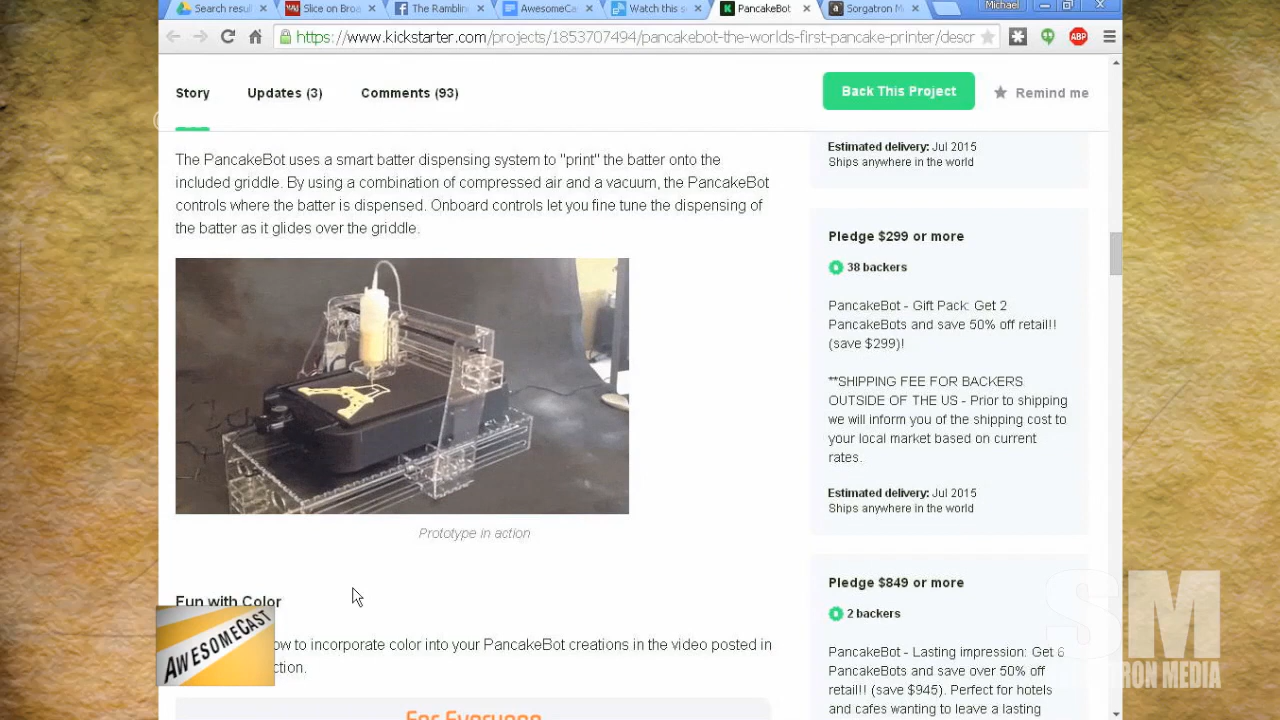 Search resul
Slice on Broa
The Ramblin
AwesomeCa
Watch this s
PancakeBot
Sorgatron M
Michael
https://www.kickstarter.com/projects/1853707494/pancakebot-the-worlds-first-pancake-printer/descr
ABP
Story
Updates (3)
Comments (93)
Back This Project
Remind me
The PancakeBot uses a smart batter dispensing system to "print" the batter onto the
included griddle. By using a combination of compressed air and a vacuum, the PancakeBot
controls where the batter is dispensed. Onboard controls let you fine tune the dispensing of
the batter as it glides over the griddle.
Prototype in action
Fun with Color
ow to incorporate color into your PancakeBot creations in the video posted in
ction.
For Everyone
Estimated delivery: Jul 2015
Ships anywhere in the world
Pledge $299 or more
38 backers
PancakeBot - Gift Pack: Get 2
PancakeBots and save 50% off retail!!
(save $299)!
**SHIPPING FEE FOR BACKERS
OUTSIDE OF THE US - Prior to shipping
we will inform you of the shipping cost to
your local market based on current
rates.
Estimated delivery: Jul 2015
Ships anywhere in the world
Pledge $849 or more
2 backers
PancakeBot - Lasting impression: Get 6
PancakeBots and save over 50% off
retail!! (save $945). Perfect for hotels
and cafes wanting to leave a lasting
AWESOMECAST
SM
TRON MEDIA